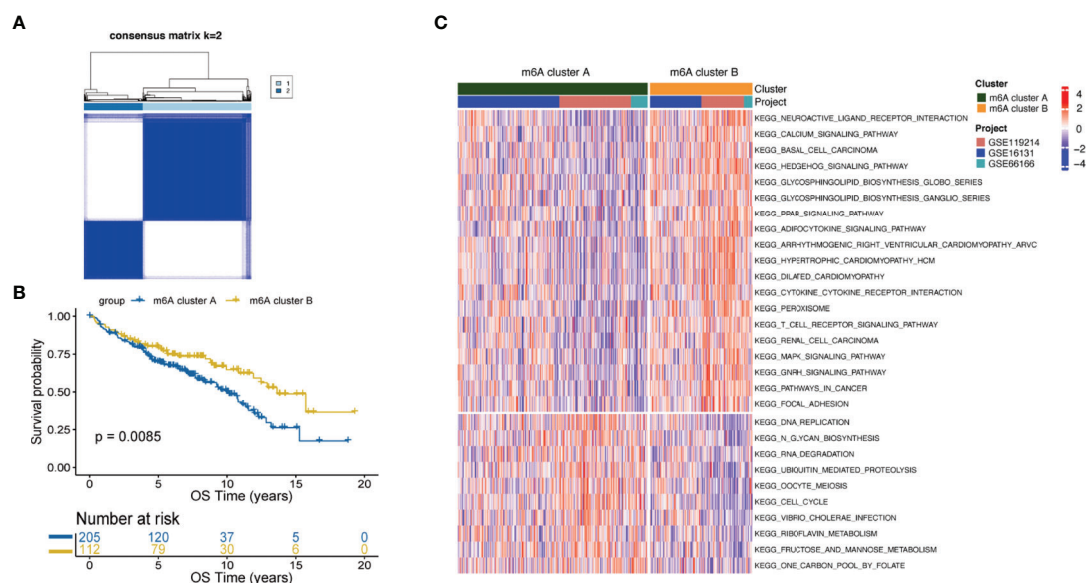 A
consensus matrix k=2
1
2
B
group
m6A cluster A
m6A cluster B
Survival probability
1.00
0.75
0.50
0.25
0.00
p = 0.0085
0
5
10
15
20
OS Time (years)
Number at risk
205 120 37 5 0
112 79 30 6 0
0 5 10 15 20
OS Time (years)
C
m6A cluster A
m6A cluster B
Cluster
Project
KEGG_NEUROACTIVE_LIGAND_RECEPTOR_INTERACTION
KEGG_CALCIUM_SIGNALING_PATHWAY
KEGG_BASAL_CELL_CARCINOMA
KEGG_HEDGEHOG_SIGNALING_PATHWAY
KEGG_GLYCOSPHINGOLIPID_BIOSYNTHESIS_GLOBO_SERIES
KEGG_GLYCOSPHINGOLIPID_BIOSYNTHESIS_GANGLIO_SERIES
KEGG_PPAR_SIGNALING_PATHWAY
KEGG_ADIFOCYTOKINE_SIGNALING_PATHWAY
KEGG_ARRHYTHMOGENIC_RIGHT_VENTRICULAR_CARDIOMYOPATHY_ARVC
KEGG_HYPERTROPHIC_CARDIOMYOPATHY_HCM
KEGG_DILATED_CARDIOMYOPATHY
KEGG_CYTOKINE_CYTOKINE_RECEPTOR_INTERACTION
KEGG_PEROXISOME
KEGG_T_CELL_RECEPTOR_SIGNALING_PATHWAY
KEGG_RENAL_CELL_CARCINOMA
KEGG_MAPK_SIGNALING_PATHWAY
KEGG_GNRH_SIGNALING_PATHWAY
KEGG_PATHWAYS_IN_CANCER
KEGG_FOCAL_ADHESION
KEGG_DNA_REPLICATION
KEGG_N_GLYCAN_BIOSYNTHESIS
KEGG_RNA_DEGRADATION
KEGG_UBIQUITIN_MEDIATED_PROTEOLYSIS
KEGG_OOCYTE_MEIOSIS
KEGG_CELL_CYCLE
KEGG_VIBRIO_CHOLERAE_INFECTION
KEGG_RIBOFLAVIN_METABOLISM
KEGG_FRUCTOSE_AND_MANNOSE_METABOLISM
KEGG_ONE_CARBON_POOL_BY_FOLATE
Cluster
m6A cluster A
m6A cluster B
Project
GSE119214
GSE16131
GSE66166
4
2
0
−2
−4